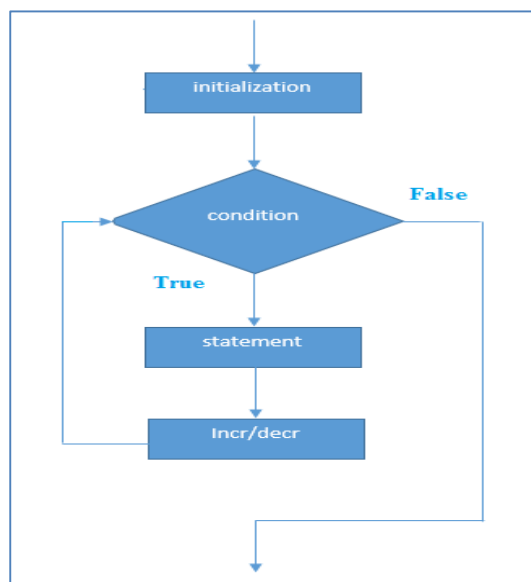 initialization
condition
False
True
statement
Incr/decr